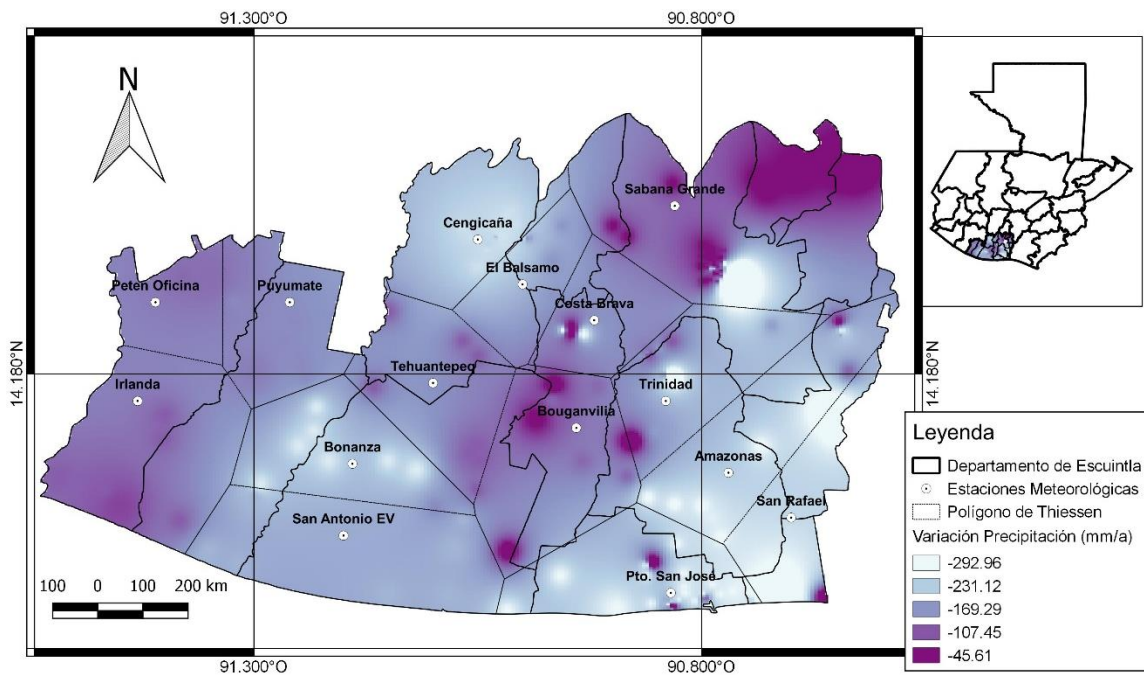 91.300°O
90.800°O
N
Sabana Grande
Cengicaña
El Balsamo
Peten Oficina
Puyumate
Costa Brava
14.180°N
14.180°N
Tehuantepeq
Irlanda
Trinidad
Bouganvilia
Bonanza
Amazonas
San Rafael
San Antonio EV
Pto. San José
100 0 100 200 km
91.300°O
90.800°O
Leyenda
Departamento de Escuintla
Estaciones Meteorológicas
Polígono de Thiessen
Variación Precipitación (mm/a)
-292.96
-231.12
-169.29
-107.45
-45.61